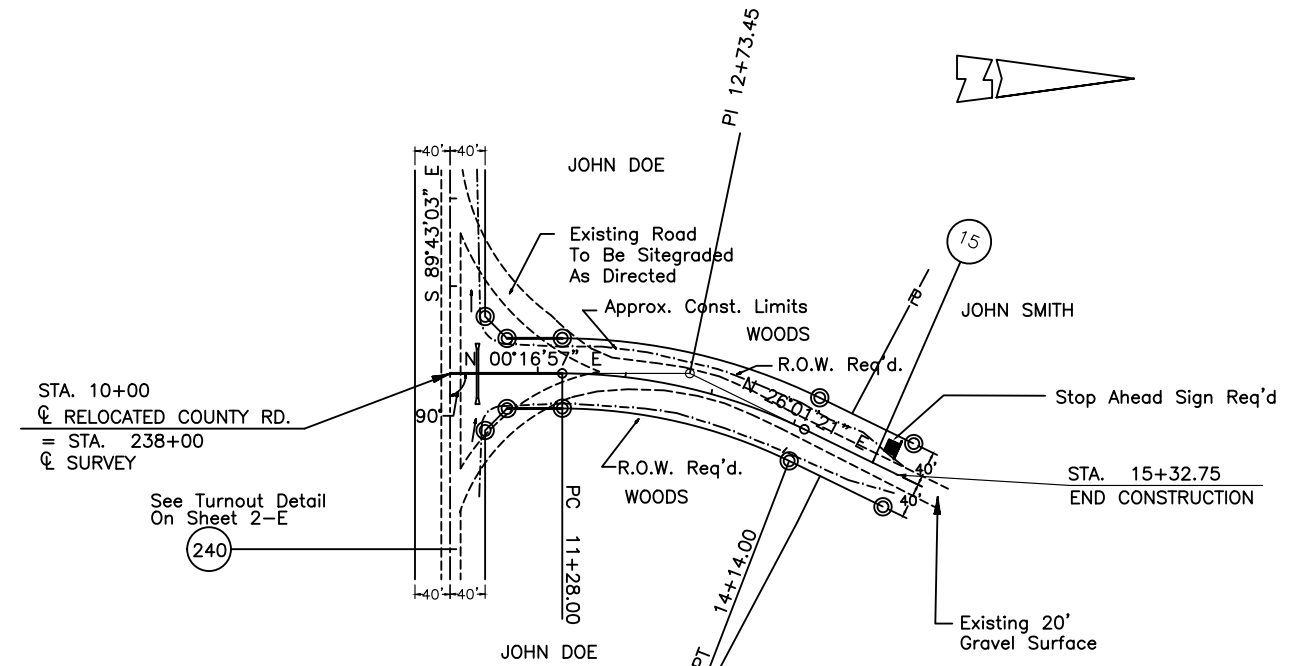 PI 12+73.45
40'
40'
JOHN DOE
S 89°43'03" E
Existing Road
To Be Sitegraded
As Directed
15
PL
JOHN SMITH
Approx. Const. Limits
WOODS
N 00°16'57" E
R.O.W. Req'd.
N 26°01'21" E
Stop Ahead Sign Req'd
STA. 10+00
CL RELOCATED COUNTY RD.
= STA. 238+00
CL SURVEY
90°
R.O.W. Req'd.
WOODS
40'
40'
STA. 15+32.75
END CONSTRUCTION
See Turnout Detail
On Sheet 2-E
240
PC 11+28.00
PT 14+14.00
40'
40'
Existing 20'
Gravel Surface
JOHN DOE